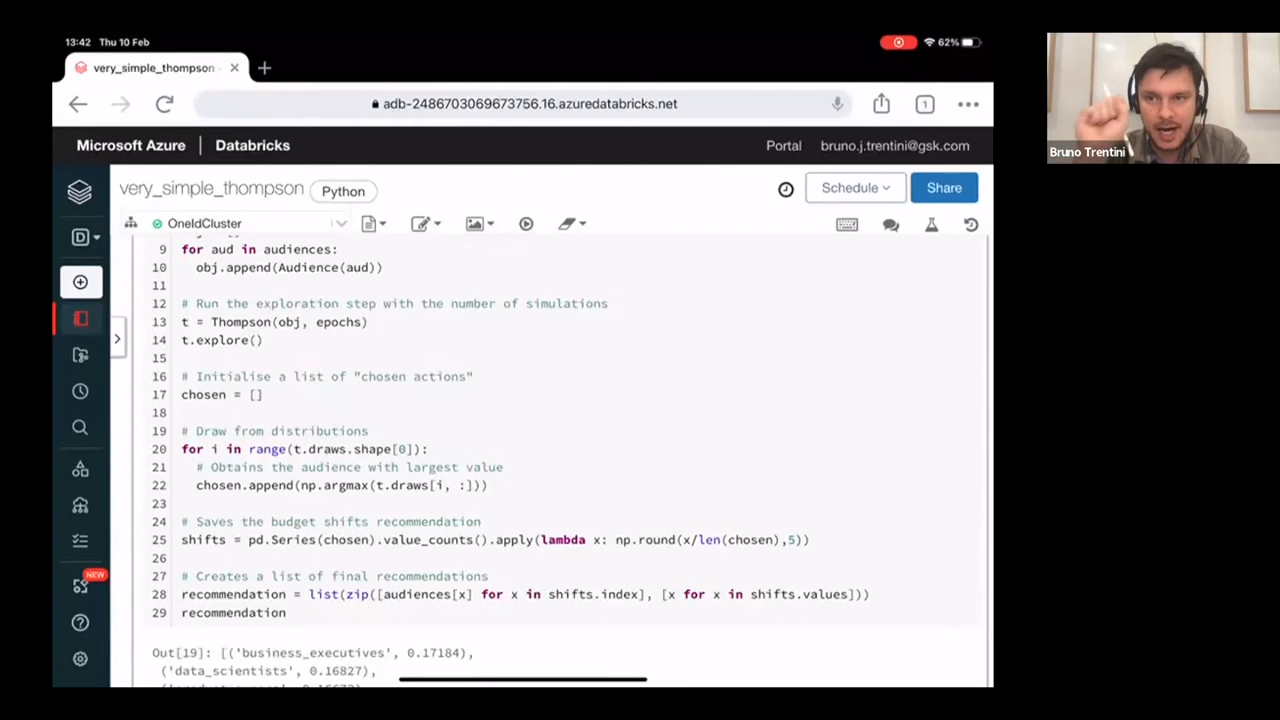 13:42 Thu 10 Feb
62%
very_simple_thompson -
adb-2486703069673756.16.azuredatabricks.net
1
Microsoft Azure | Databricks
Portal
bruno.j.trentini@gsk.com
very_simple_thompson
Python
Schedule
Share
OneIdCluster
D
NEW
9 for aud in audiences:
10 obj.append(Audience(aud))
11
12 # Run the exploration step with the number of simulations
13 t = Thompson(obj, epochs)
14 t.explore()
15
16 # Initialise a list of "chosen actions"
17 chosen = []
18
19 # Draw from distributions
20 for i in range(t.draws.shape[0]):
21 # Obtains the audience with largest value
22 chosen.append(np.argmax(t.draws[i, :]))
23
24 # Saves the budget shifts recommendation
25 shifts = pd.Series(chosen).value_counts().apply(lambda x: np.round(x/len(chosen),5))
26
27 # Creates a list of final recommendations
28 recommendation = list(zip([audiences[x] for x in shifts.index], [x for x in shifts.values]))
29 recommendation
Out[19]: [('business_executives', 0.17184),
('data_scientists', 0.16827),
Bruno Trentini